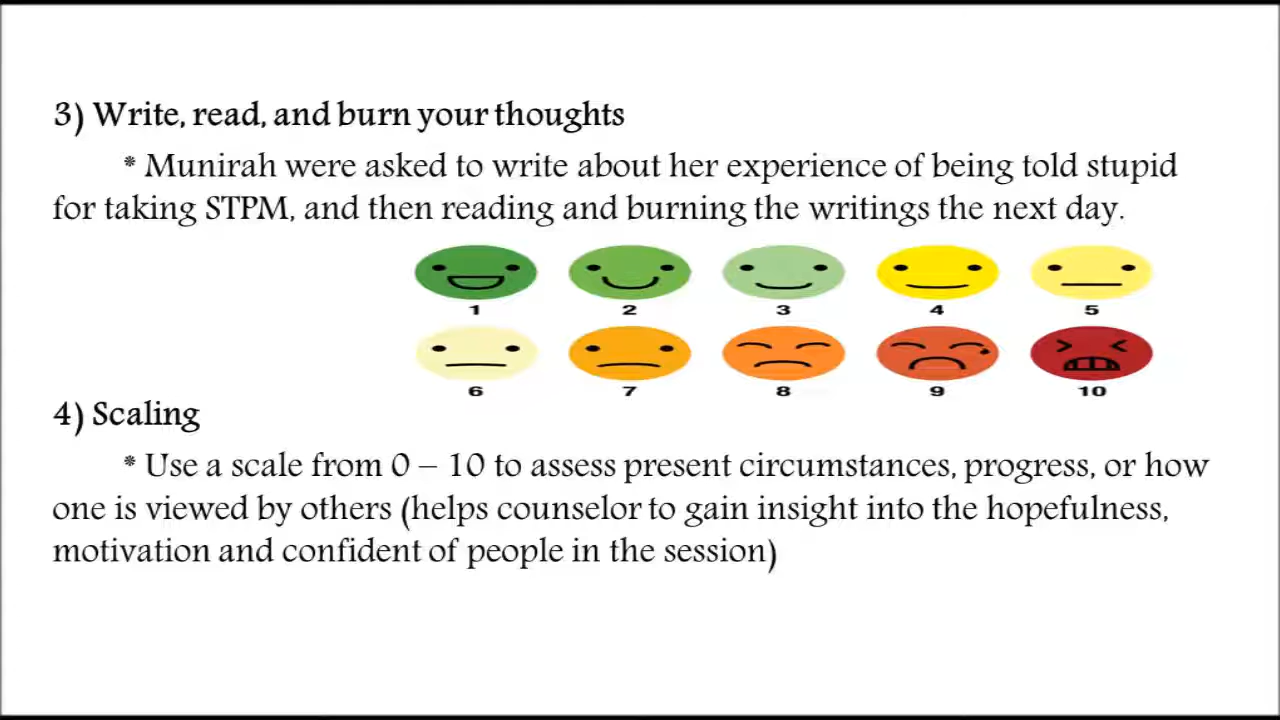 3) Write, read, and burn your thoughts
* Munirah were asked to write about her experience of being told stupid
for taking STPM, and then reading and burning the writings the next day.
1 2 3 4 5
6 7 8 9 10
4) Scaling
* Use a scale from 0 – 10 to assess present circumstances, progress, or how
one is viewed by others (helps counselor to gain insight into the hopefulness,
motivation and confident of people in the session)